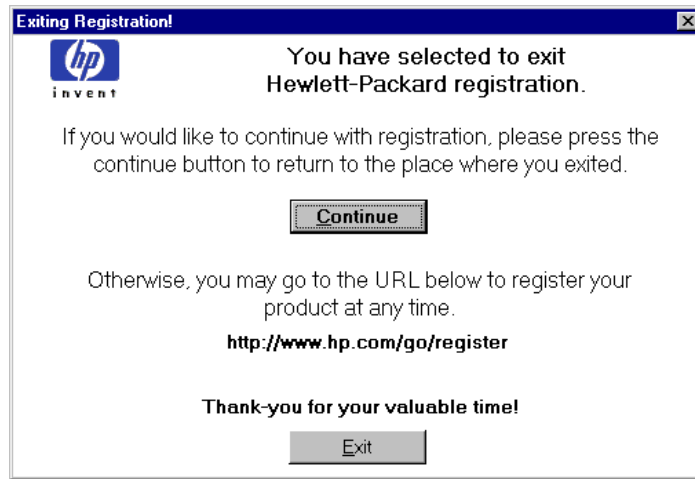 Exiting Registration!
hp
invent
You have selected to exit
Hewlett-Packard registration.
If you would like to continue with registration, please press the
continue button to return to the place where you exited.
Continue
Otherwise, you may go to the URL below to register your
product at any time.
http://www.hp.com/go/register
Thank-you for your valuable time!
Exit